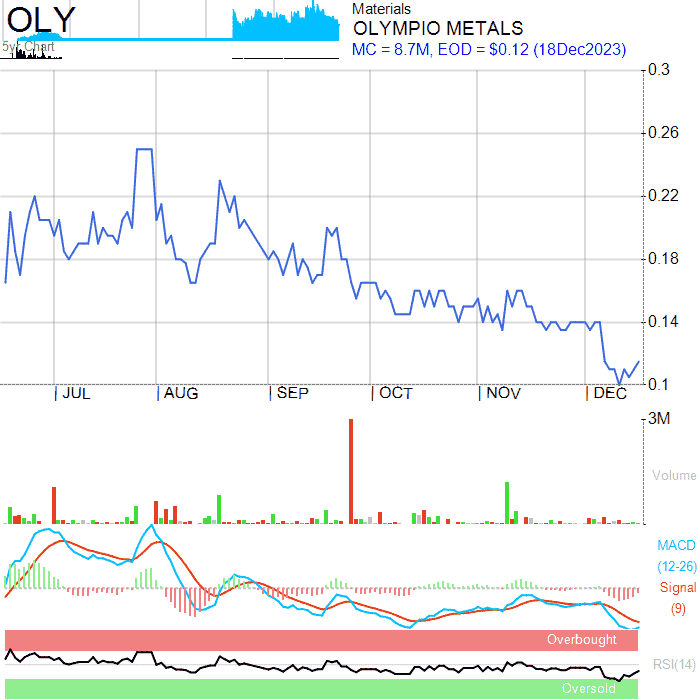 OLY
5yr Chart
Materials
OLYMPIO METALS
MC = 8.7M, EOD = $0.12 (18Dec2023)
0.3
0.26
0.22
0.18
0.14
0.1
JUL AUG SEP OCT NOV DEC
3M
Volume
MACD
(12-26)
Signal
(9)
Overbought
RSI(14)
Oversold